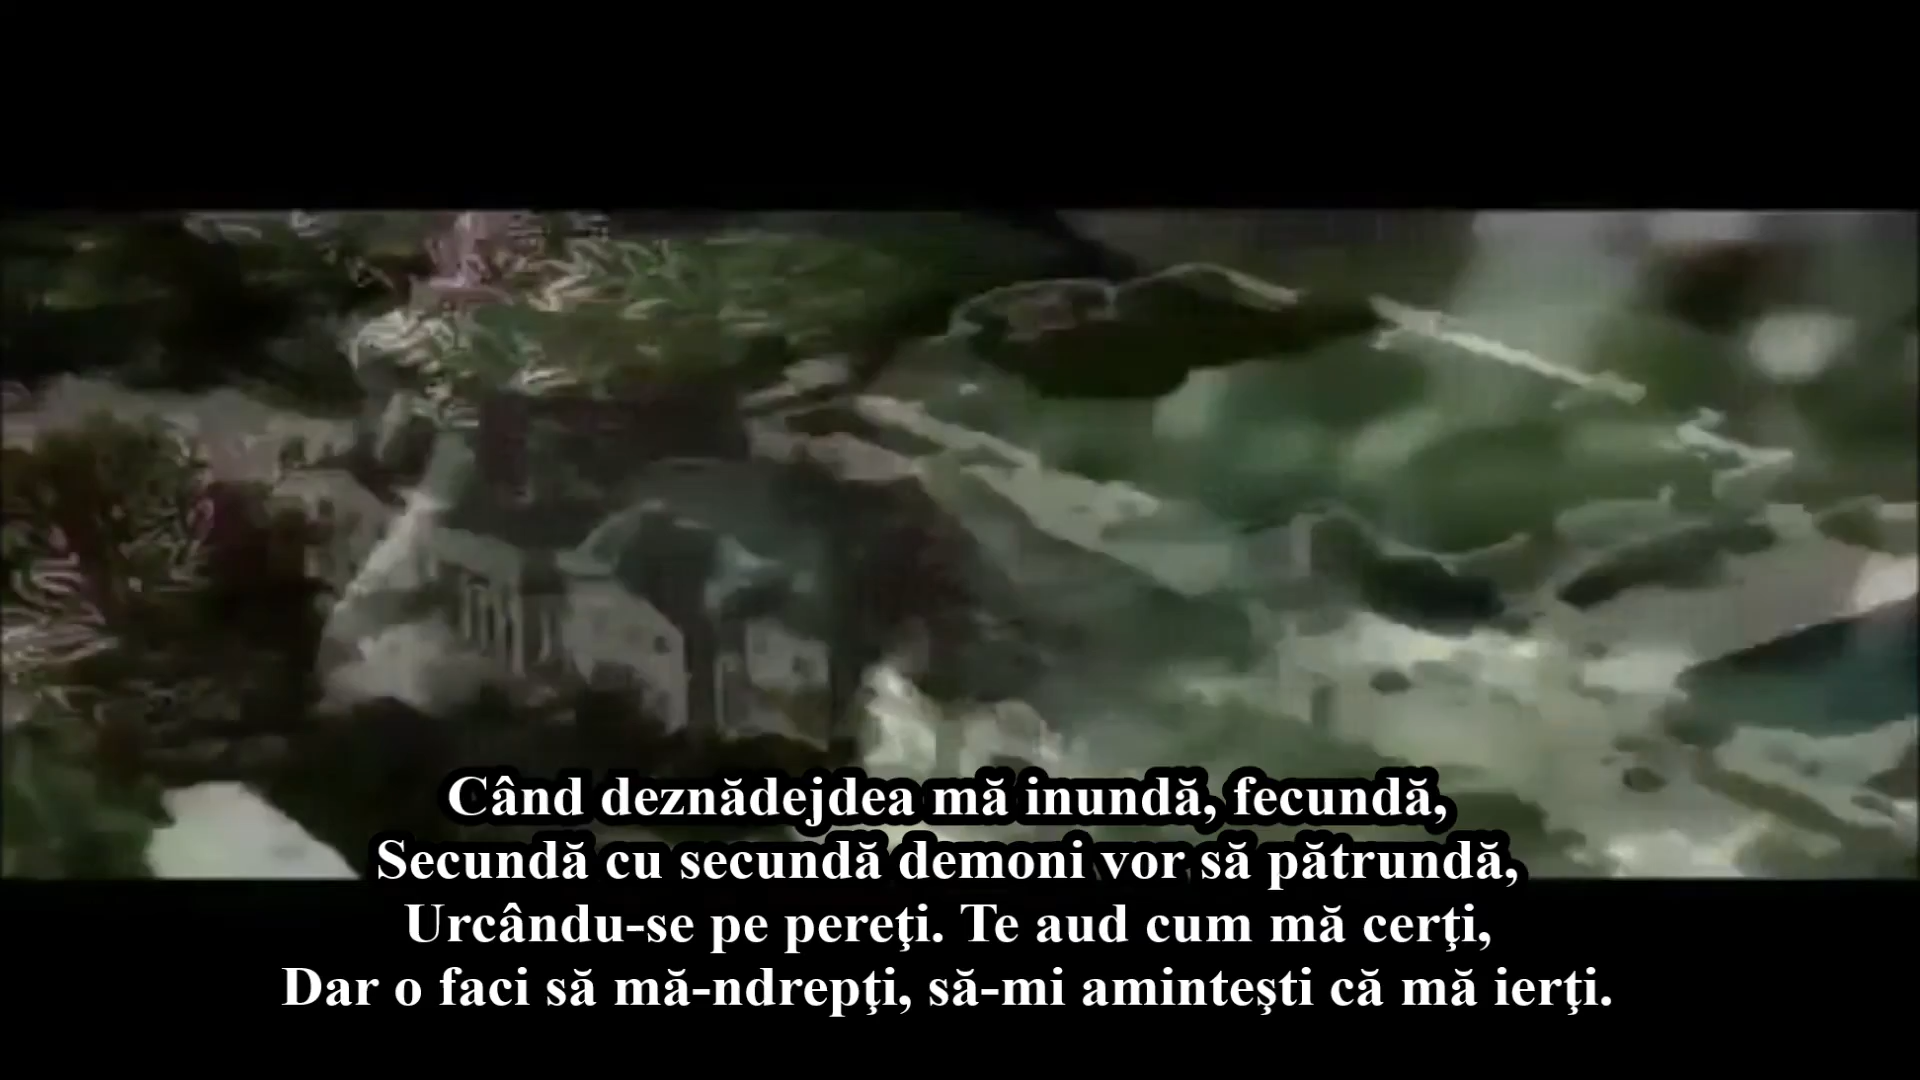 Când deznădejdea mă inundă, fecundă,
Secundă cu secundă demoni vor să pătrundă,
Urcându-se pe pereţi. Te aud cum mă cerţi,
Dar o faci să mă-ndrepţi, să-mi aminteşti că mă ierţi.